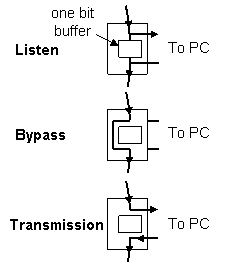 one bit
buffer
Listen
To PC
Bypass
To PC
Transmission
To PC